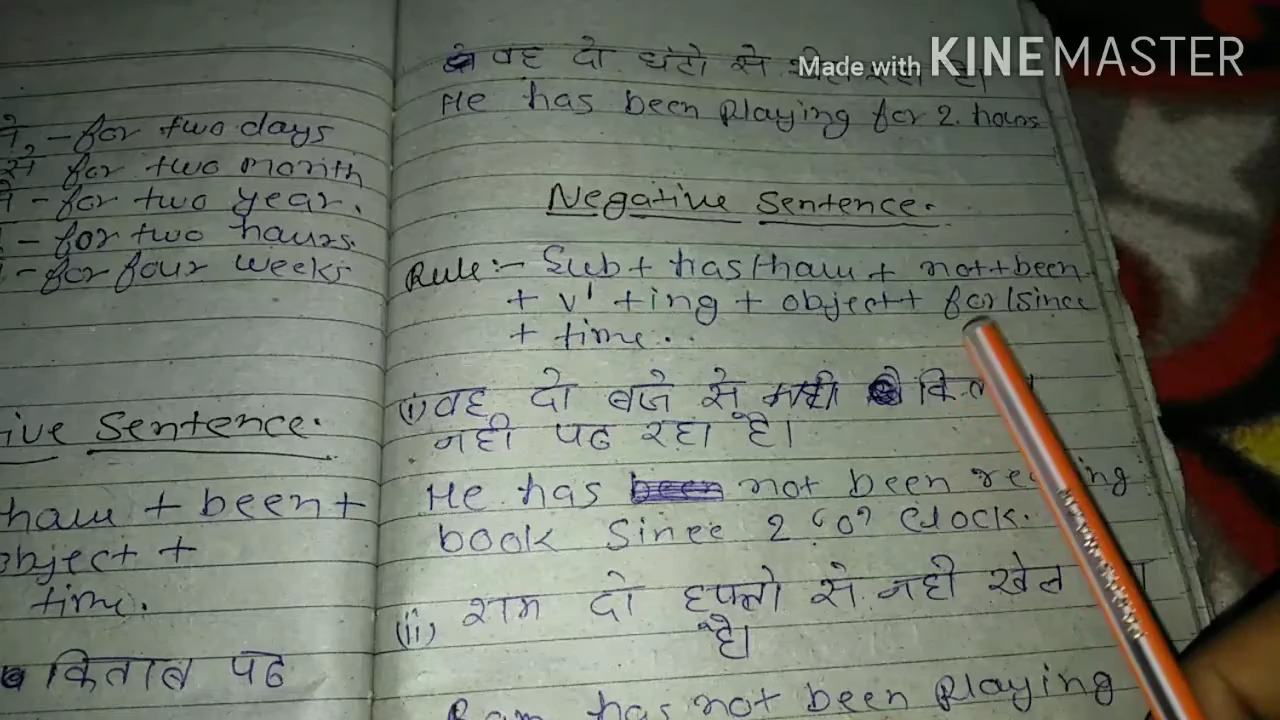 - for two days
से for two month
- for two year.
- for two hours.
- for four weeks
ive Sentence.
have + been +
object +
time.
किताब पढ
Made with KINEMASTER
वह दो घंटो से खेल रहा है।
He has been Playing for 2 hours
Negative Sentence.
Rule:- Sub + has/have + not + been
+ V' + ing + object + for/since
+ time..
(i) वह दो बजे से
नही पढ रहा है।
He has not been
book Since 2 'o' Clock.
(ii) राम दो हफ्तो से नही खेल
है।
Ram has not been Playing